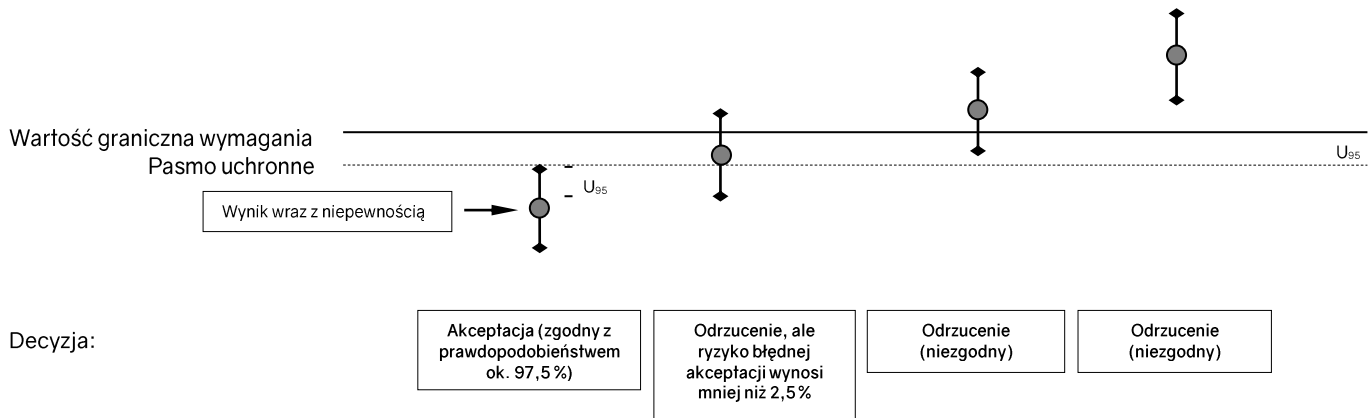 Wartość graniczna wymagania
Pasmo uchronne
U₉₅
U₉₅
Wynik wraz z niepewnością
Decyzja:
Akceptacja (zgodny z
prawdopodobieństwem
ok. 97,5 %)
Odrzucenie, ale
ryzyko błędnej
akceptacji wynosi
mniej niż 2,5 %
Odrzucenie
(niezgodny)
Odrzucenie
(niezgodny)